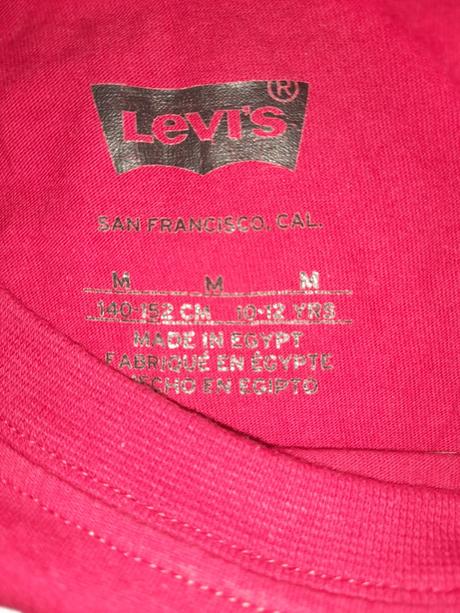 LEVI'S®
SAN FRANCISCO, CAL.
M M M
140-152 CM 10-12 YRS
MADE IN EGYPT
FABRIQUÉ EN ÉGYPTE
HECHO EN EGIPTO